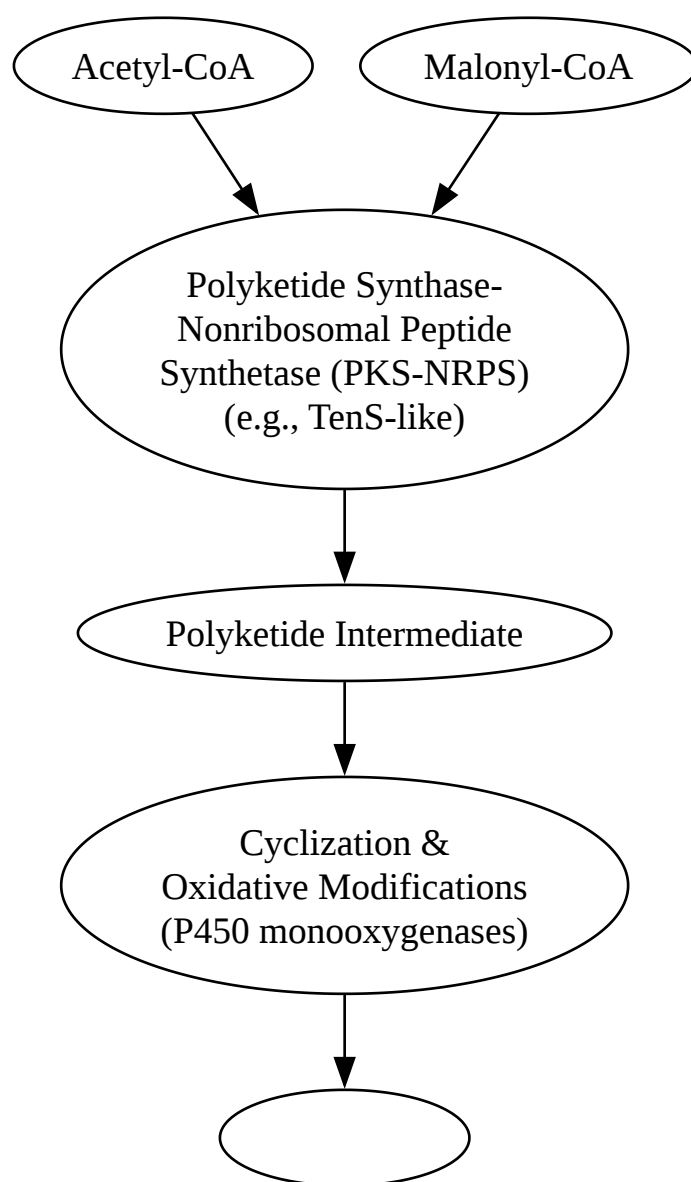 Acetyl-CoA
Malonyl-CoA
Polyketide Synthase-
Nonribosomal Peptide
Synthetase (PKS-NRPS)
(e.g., TenS-like)
Polyketide Intermediate
Cyclization &
Oxidative Modifications
(P450 monooxygenases)